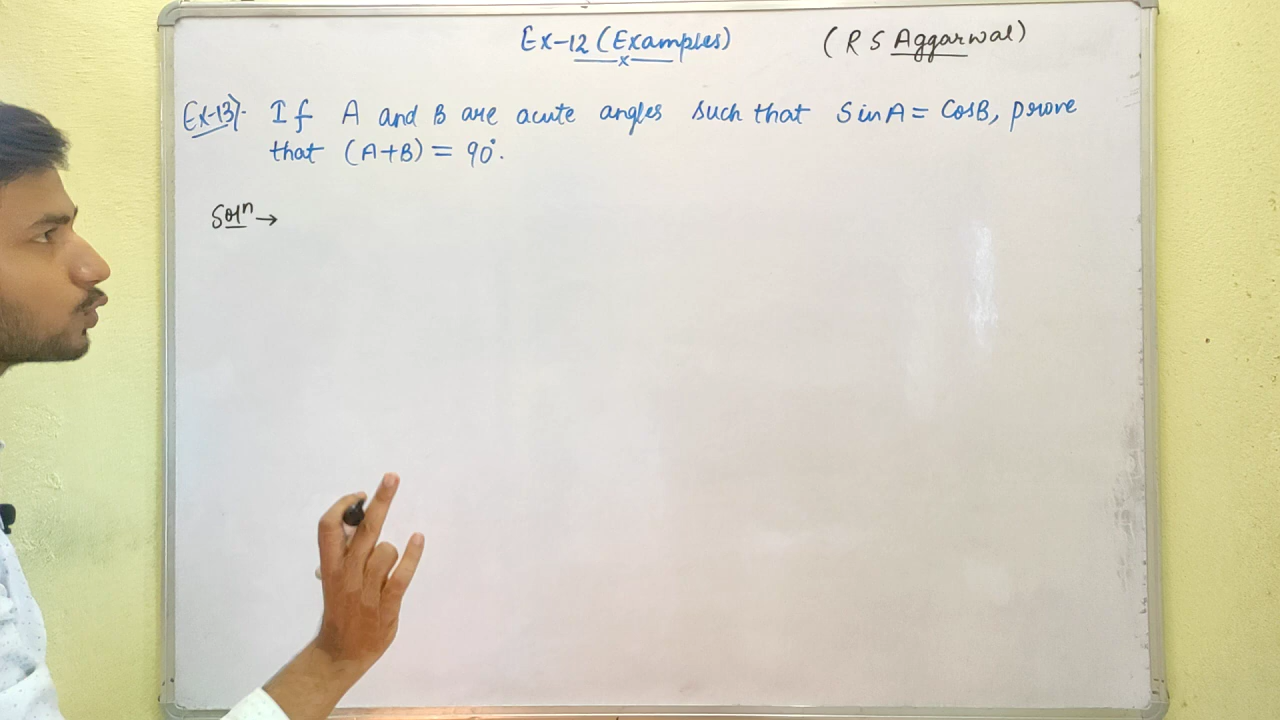 Ex-12 (Examples) (R S Aggarwal)
Ex-13)- If A and B are acute angles such that SinA = CosB, prove
that (A+B) = 90°.
Solⁿ →